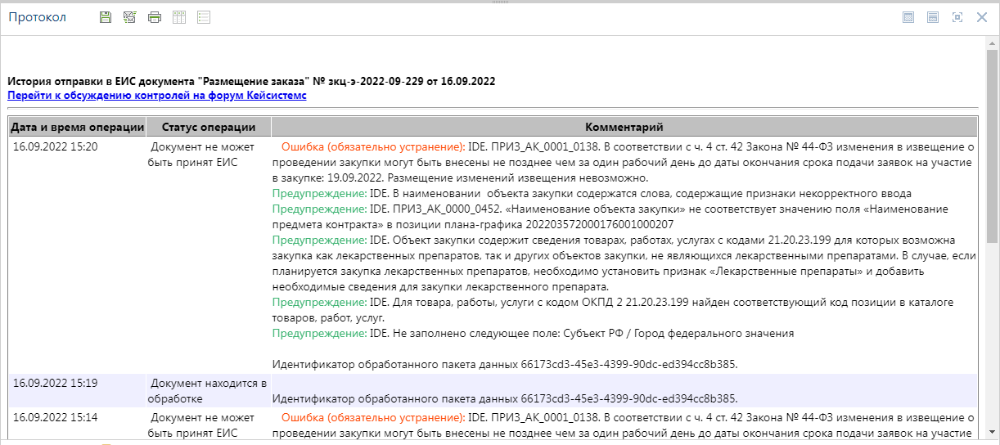 Протокол
История отправки в ЕИС документа "Размещение заказа" № зкц-э-2022-09-229 от 16.09.2022
Перейти к обсуждению контролей на форум Кейсистемс
Дата и время операции Статус операции Комментарий
16.09.2022 15:20 Документ не может быть принят ЕИС
Ошибка (обязательно устранение): IDE. ПРИЗ_АК_0001_0138. В соответствии с ч. 4 ст. 42 Закона № 44-ФЗ изменения в извещение о
проведении закупки могут быть внесены не позднее чем за один рабочий день до даты окончания срока подачи заявок на участие
в закупке: 19.09.2022. Размещение изменений извещения невозможно.
Предупреждение: IDE. В наименовании объекта закупки содержатся слова, содержащие признаки некорректного ввода
Предупреждение: IDE. ПРИЗ_АК_0000_0452. «Наименование объекта закупки» не соответствует значению поля «Наименование
предмета контракта» в позиции плана-графика 202203572000176001000207
Предупреждение: IDE. Объект закупки содержит сведения товарах, работах, услугах с кодами 21.20.23.199 для которых возможна
закупка как лекарственных препаратов, так и других объектов закупки, не являющихся лекарственными препаратами. В случае, если
планируется закупка лекарственных препаратов, необходимо установить признак «Лекарственные препараты» и добавить
необходимые сведения для закупки лекарственного препарата.
Предупреждение: IDE. Для товара, работы, услуги с кодом ОКПД 2 21.20.23.199 найден соответствующий код позиции в каталоге
товаров, работ, услуг.
Предупреждение: IDE. Не заполнено следующее поле: Субъект РФ / Город федерального значения
Идентификатор обработанного пакета данных 66173cd3-45e3-4399-90dc-ed394cc8b385.
16.09.2022 15:19 Документ находится в обработке
Идентификатор обработанного пакета данных 66173cd3-45e3-4399-90dc-ed394cc8b385.
16.09.2022 15:14 Документ не может быть принят ЕИС
Ошибка (обязательно устранение): IDE. ПРИЗ_АК_0001_0138. В соответствии с ч. 4 ст. 42 Закона № 44-ФЗ изменения в извещение о
проведении закупки могут быть внесены не позднее чем за один рабочий день до даты окончания срока подачи заявок на участие